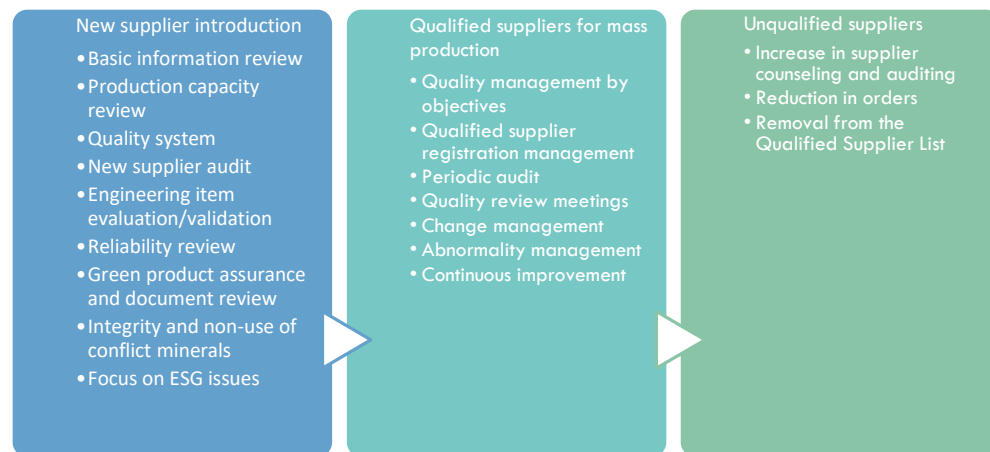 New supplier introduction
•Basic information review
•Production capacity
review
•Quality system
•New supplier audit
•Engineering item
evaluation/validation
•Reliability review
•Green product assurance
and document review
•Integrity and non-use of
conflict minerals
•Focus on ESG issues
Qualified suppliers for mass
production
• Quality management by
objectives
• Qualified supplier
registration management
• Periodic audit
• Quality review meetings
• Change management
• Abnormality management
• Continuous improvement
Unqualified suppliers
• Increase in supplier
counseling and auditing
• Reduction in orders
• Removal from the
Qualified Supplier List